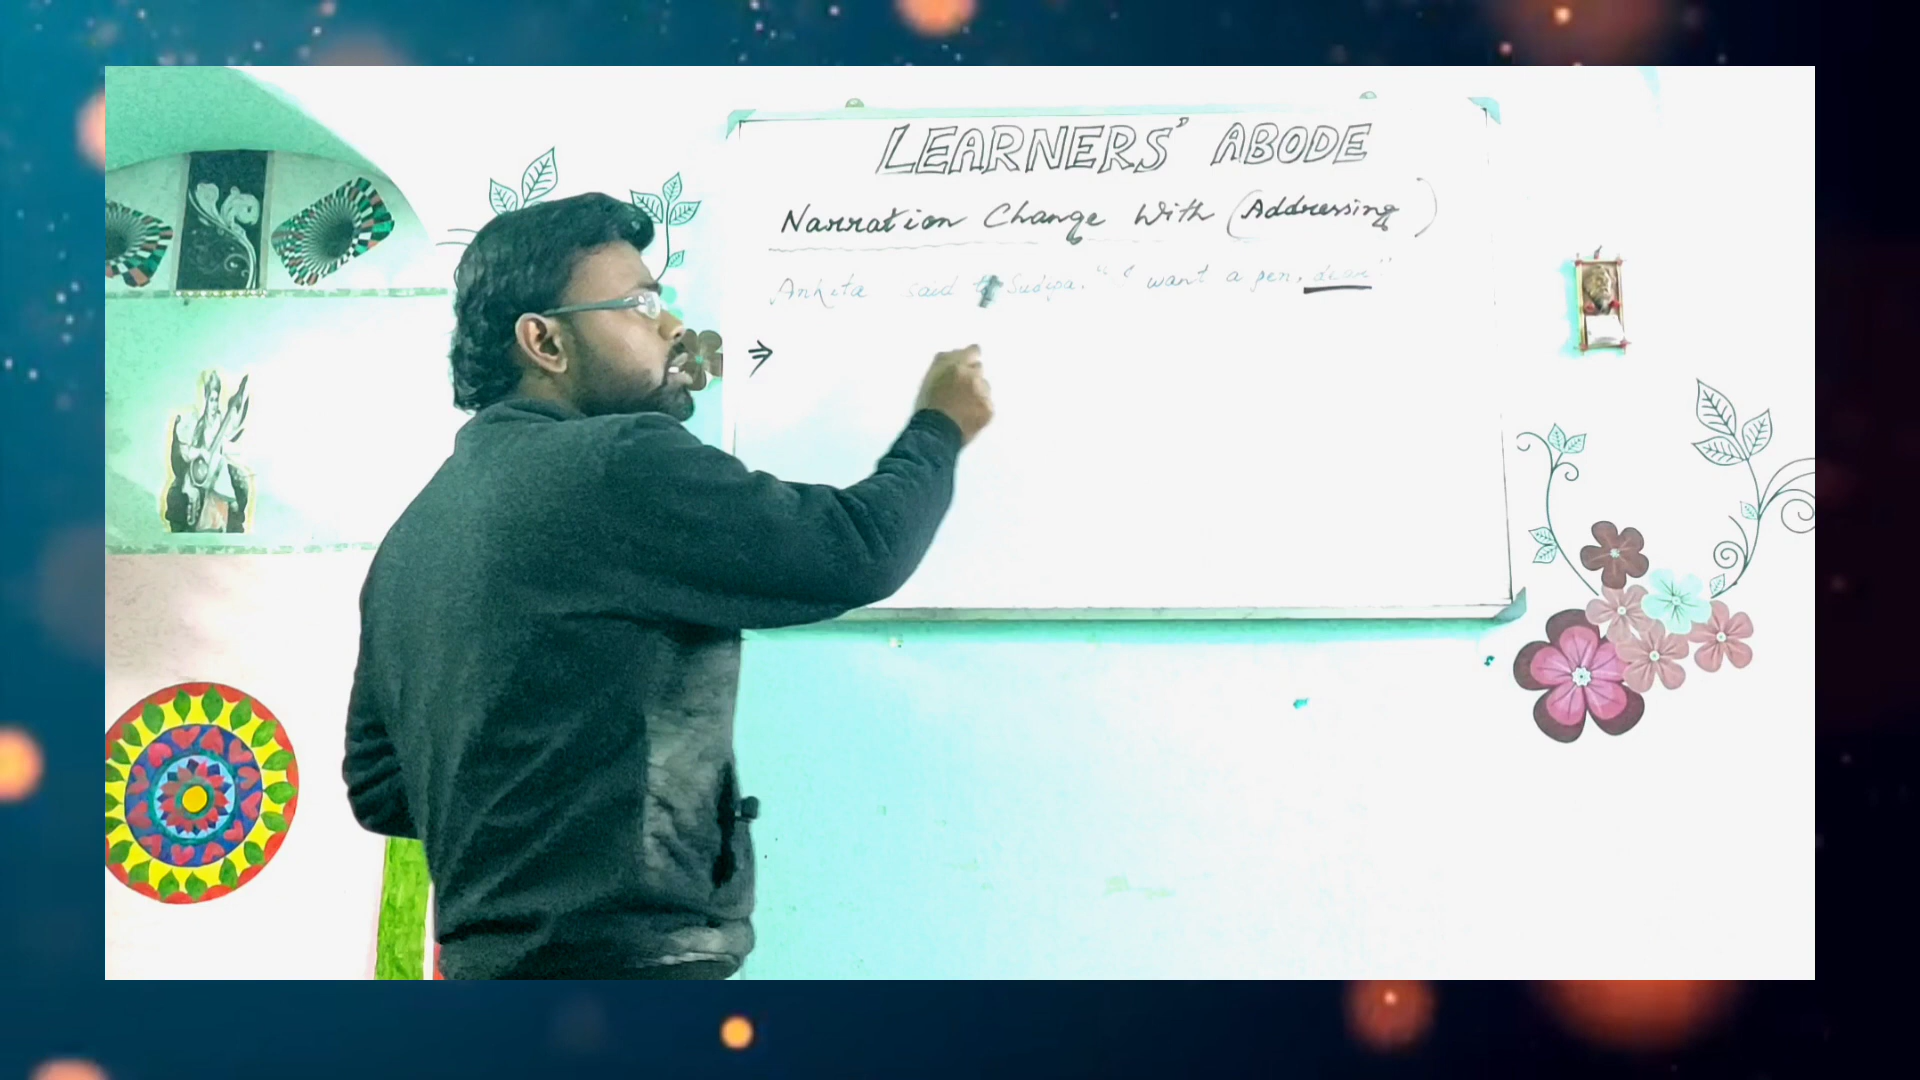 LEARNERS' ABODE
Narration Change With (Addressing)
Ankita said to Sudipa, "I want a pen, dear"
⇒